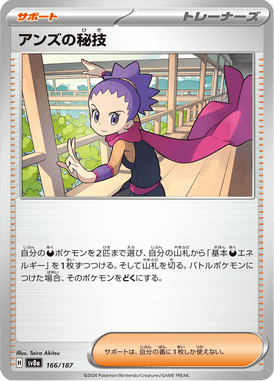 サポート
トレーナーズ
アンズの秘技
ひぎ
自分の悪ポケモンを2匹まで選び、自分の山札から「基本悪エネ
ルギー」を1枚ずつつける。そして山札を切る。バトルポケモン
につけた場合、そのポケモンをどくにする。
Illus. Taira Akitsu
H SV8a 166/187
サポートは、自分の番に1枚しか使えない。
©2024 Pokémon/Nintendo/Creatures/GAME FREAK.